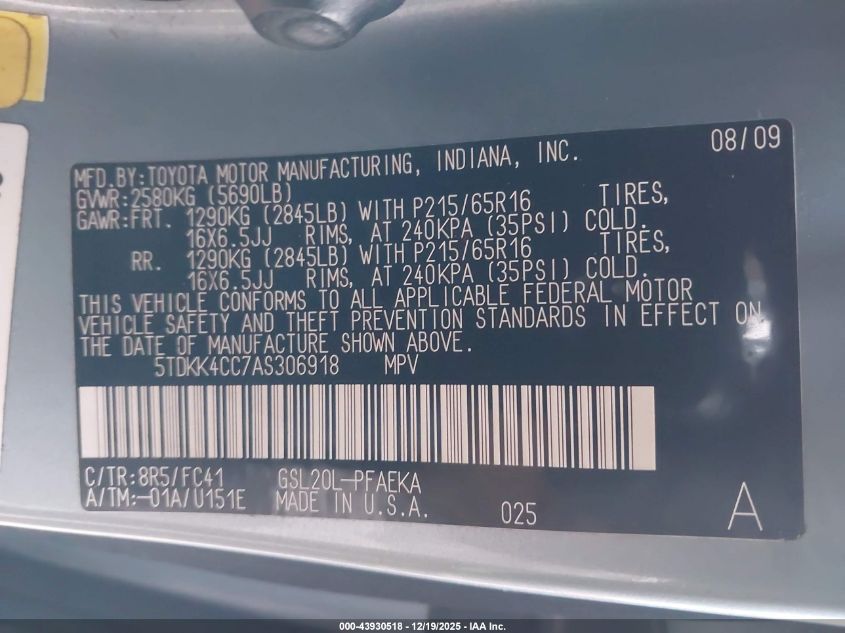 08/09
MFD.BY:TOYOTA MOTOR MANUFACTURING, INDIANA, INC.
GVWR:2580KG (5690LB)
GAWR:FRT. 1290KG (2845LB) WITH P215/65R16 TIRES,
16X6.5JJ RIMS, AT 240KPA (35PSI) COLD.
RR. 1290KG (2845LB) WITH P215/65R16 TIRES,
16X6.5JJ RIMS, AT 240KPA (35PSI) COLD.
THIS VEHICLE CONFORMS TO ALL APPLICABLE FEDERAL MOTOR
VEHICLE SAFETY AND THEFT PREVENTION STANDARDS IN EFFECT ON
THE DATE OF MANUFACTURE SHOWN ABOVE.
5TDKK4CC7AS306918 MPV
C/TR:8R5/FC41 GSL20L-PFAEKA
A/TM:-01A/U151E MADE IN U.S.A. 025 A
000-43930518 - 12/19/2025 - IAA Inc.